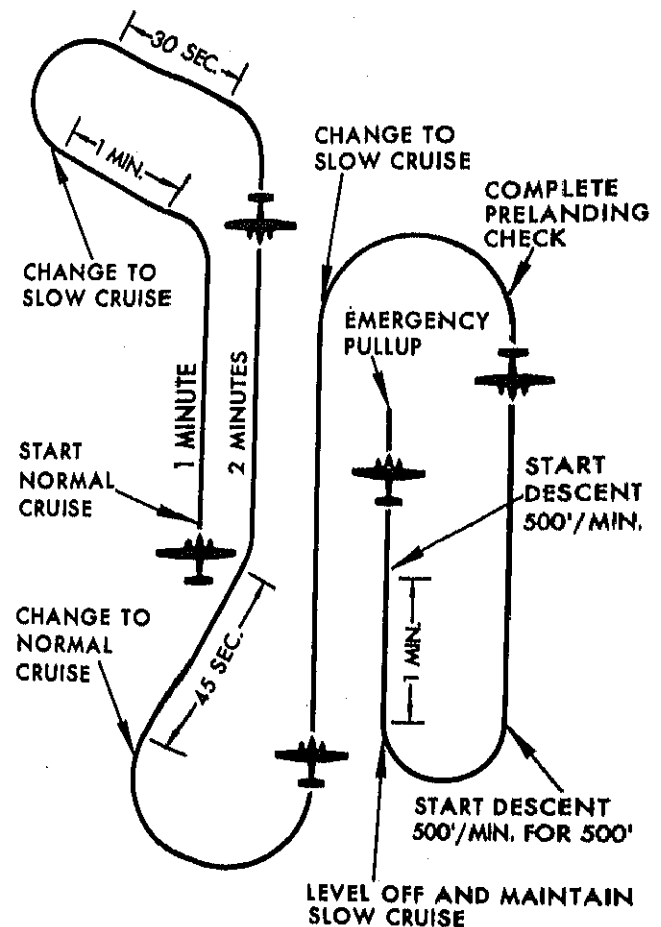 30 SEC.
1 MIN.
CHANGE TO
SLOW CRUISE
CHANGE TO
SLOW CRUISE
COMPLETE
PRELANDING
CHECK
EMERGENCY
PULLUP
1 MINUTE
2 MINUTES
START
NORMAL
CRUISE
START
DESCENT
500'/MIN.
CHANGE TO
NORMAL
CRUISE
45 SEC.
1 MIN.
START DESCENT
500'/MIN. FOR 500'
LEVEL OFF AND MAINTAIN
SLOW CRUISE